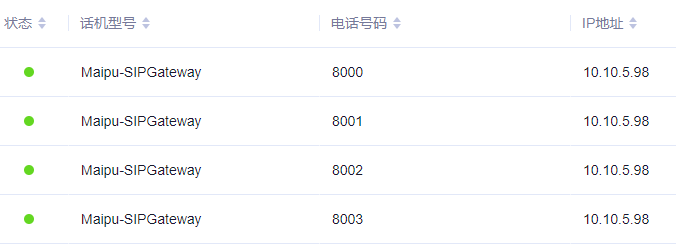 状态 话机型号 电话号码 IP地址
Maipu-SIPGateway 8000 10.10.5.98
Maipu-SIPGateway 8001 10.10.5.98
Maipu-SIPGateway 8002 10.10.5.98
Maipu-SIPGateway 8003 10.10.5.98